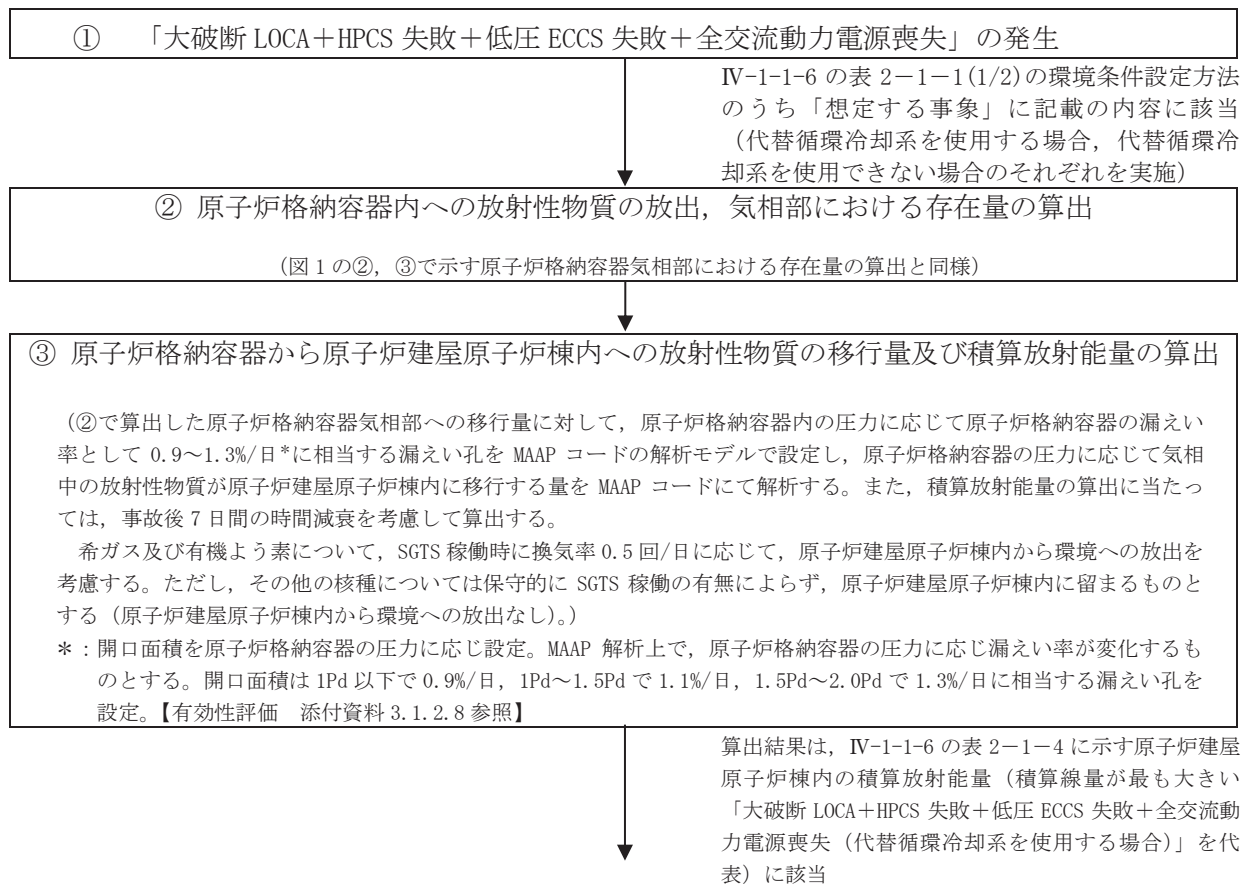 ① 「大破断 LOCA＋HPCS 失敗＋低圧 ECCS 失敗＋全交流動力電源喪失」の発生
Ⅳ-1-1-6 の表 2－1－1(1/2)の環境条件設定方法
のうち「想定する事象」に記載の内容に該当
（代替循環冷却系を使用する場合，代替循環冷
却系を使用できない場合のそれぞれを実施）
② 原子炉格納容器内への放射性物質の放出，気相部における存在量の算出
（図 1 の②，③で示す原子炉格納容器気相部における存在量の算出と同様）
③ 原子炉格納容器から原子炉建屋原子炉棟内への放射性物質の移行量及び積算放射能量の算出
（②で算出した原子炉格納容器気相部への移行量に対して，原子炉格納容器内の圧力に応じて原子炉格納容器の漏えい
率として 0.9～1.3%/日*に相当する漏えい孔を MAAP コードの解析モデルで設定し，原子炉格納容器の圧力に応じて気相
中の放射性物質が原子炉建屋原子炉棟内に移行する量を MAAP コードにて解析する。また，積算放射能量の算出に当たっ
ては，事故後 7 日間の時間減衰を考慮して算出する。
希ガス及び有機よう素について，SGTS 稼働時に換気率 0.5 回/日に応じて，原子炉建屋原子炉棟内から環境への放出を
考慮する。ただし，その他の核種については保守的に SGTS 稼働の有無によらず，原子炉建屋原子炉棟内に留まるものと
する（原子炉建屋原子炉棟内から環境への放出なし）。）
＊：開口面積を原子炉格納容器の圧力に応じ設定。MAAP 解析上で，原子炉格納容器の圧力に応じ漏えい率が変化するも
のとする。開口面積は 1Pd 以下で 0.9%/日，1Pd～1.5Pd で 1.1%/日，1.5Pd～2.0Pd で 1.3%/日に相当する漏えい孔を
設定。【有効性評価　添付資料 3.1.2.8 参照】
算出結果は，Ⅳ-1-1-6 の表 2－1－4 に示す原子炉建屋
原子炉棟内の積算放射能量（積算線量が最も大きい
「大破断 LOCA＋HPCS 失敗＋低圧 ECCS 失敗＋全交流動
力電源喪失（代替循環冷却系を使用する場合）」を代
表）に該当